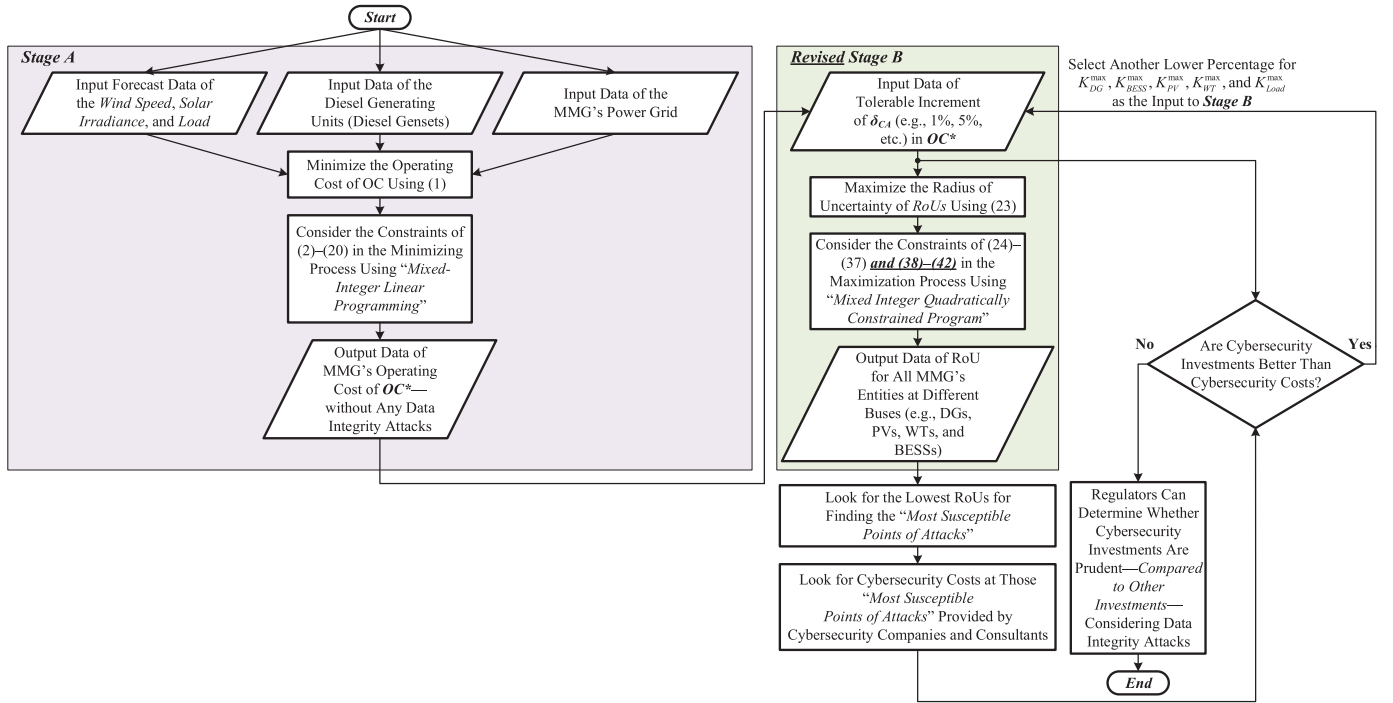 Start
Stage A
Input Forecast Data of
the Wind Speed, Solar
Irradiance, and Load
Input Data of the
Diesel Generating
Units (Diesel Gensets)
Input Data of the
MMG's Power Grid
Minimize the Operating
Cost of OC Using (1)
Consider the Constraints of
(2)–(20) in the Minimizing
Process Using “Mixed-
Integer Linear
Programming”
Output Data of
MMG's Operating
Cost of OC*—
without Any Data
Integrity Attacks
Revised Stage B
Input Data of
Tolerable Increment
of δ_CA (e.g., 1%, 5%,
etc.) in OC*
Maximize the Radius of
Uncertainty of RoUs Using (23)
Consider the Constraints of (24)–
(37) and (38)–(42) in the
Maximization Process Using
“Mixed Integer Quadratically
Constrained Program”
Output Data of RoU
for All MMG's
Entities at Different
Buses (e.g., DGs,
PVs, WTs, and
BESSs)
Look for the Lowest RoUs for
Finding the “Most Susceptible
Points of Attacks”
Look for Cybersecurity Costs at Those
“Most Susceptible
Points of Attacks” Provided by
Cybersecurity Companies and Consultants
Select Another Lower Percentage for
K_DG^max, K_BESS^max, K_PV^max, K_WT^max, and K_Load^max
as the Input to Stage B
No
Yes
Are Cybersecurity
Investments Better Than
Cybersecurity Costs?
Regulators Can
Determine Whether
Cybersecurity
Investments Are
Prudent—Compared
to Other
Investments—
Considering Data
Integrity Attacks
End